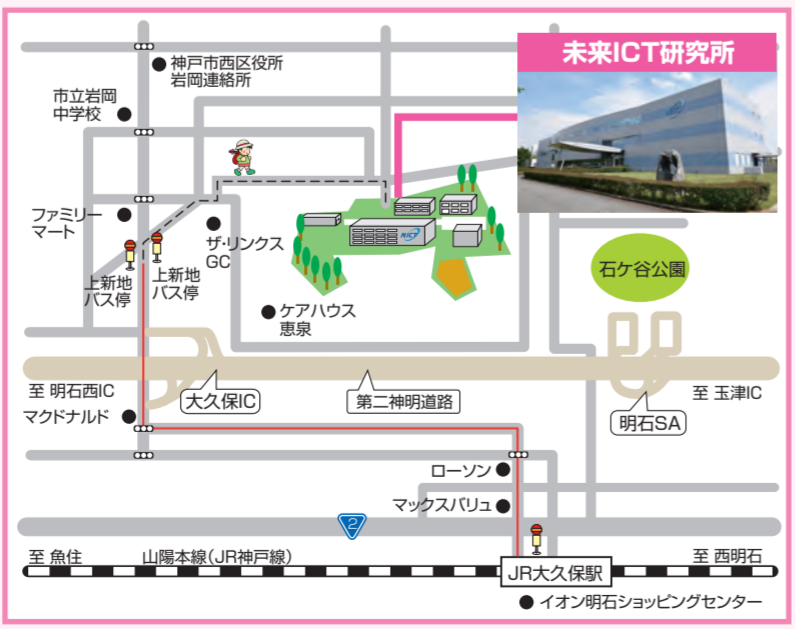 未来ICT研究所
神戸市西区役所
岩岡連絡所
市立岩岡
中学校
ファミリー
マート
ザ・リンクス
GC
上新地
バス停
上新地
バス停
NICT
石ケ谷公園
ケアハウス
恵泉
至 明石西IC
大久保IC
第二神明道路
至 玉津IC
明石SA
マクドナルド
ローソン
マックスバリュ
2
至 魚住
山陽本線（JR神戸線）
至 西明石
JR大久保駅
イオン明石ショッピングセンター